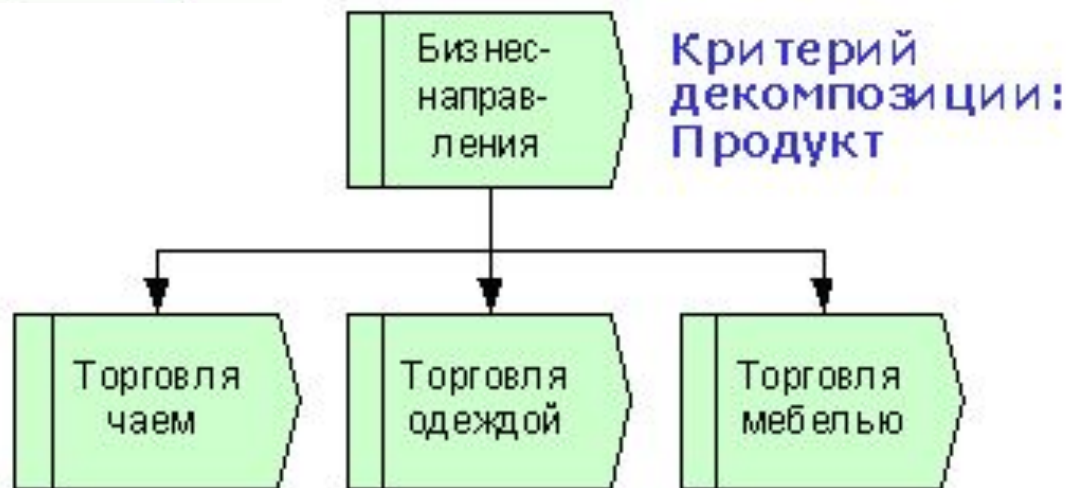 Бизнес-
направ-
ления
Критерий
декомпозиции:
Продукт
Торговля
чаем
Торговля
одеждой
Торговля
мебелью